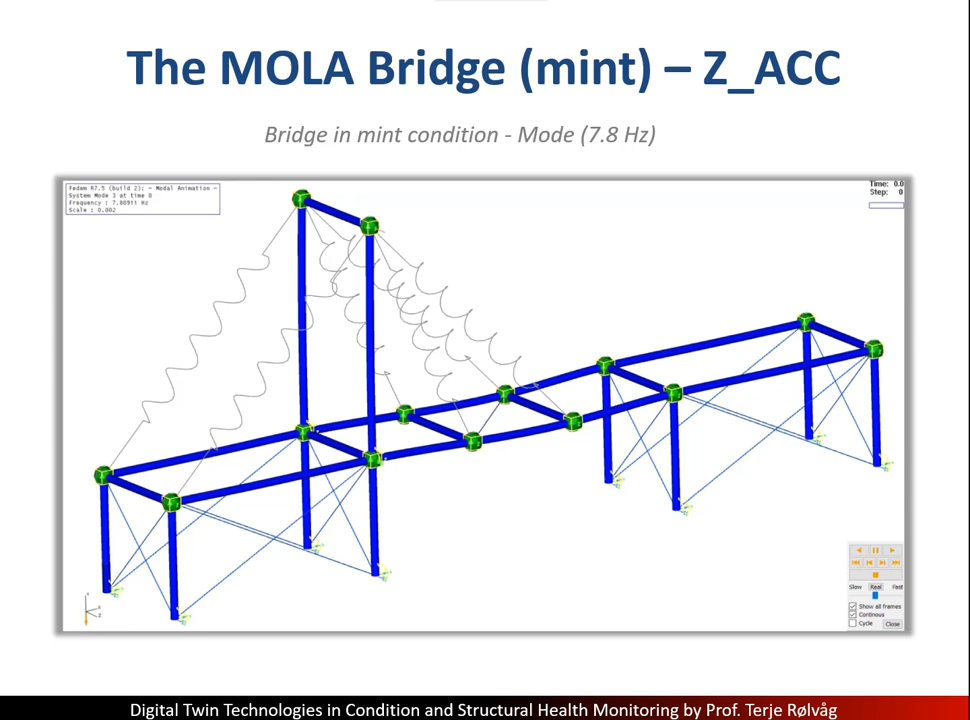 The MOLA Bridge (mint) – Z_ACC
Bridge in mint condition - Mode (7.8 Hz)
Fedem R7.5 (build 2): - Modal Animation -
System Mode 3 at time 0
Frequency : 7.80911 Hz
Scale : 0.002
Time: 0.0
Step: 0
Slow Real Fast
Show all frames
Continous
Cycle Close
Digital Twin Technologies in Condition and Structural Health Monitoring by Prof. Terje Rølvåg